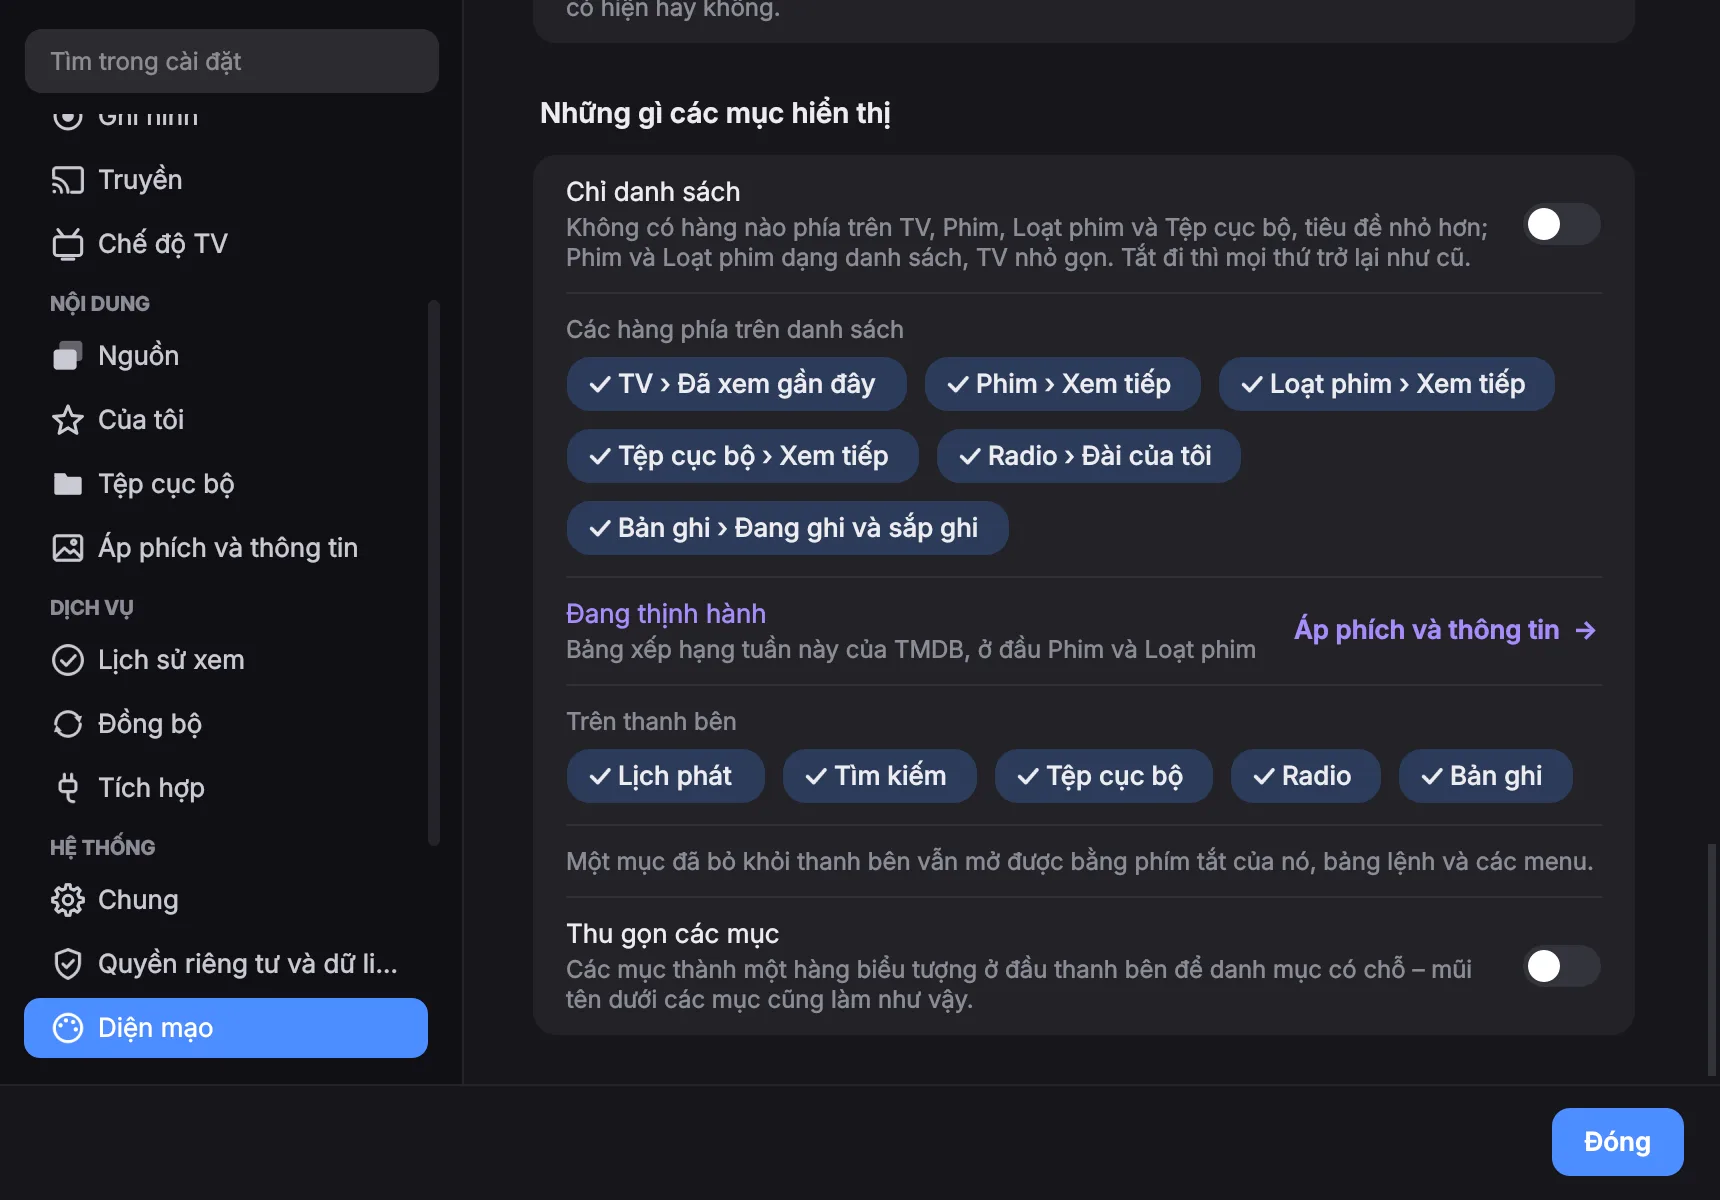 Tìm trong cài đặt
Ghi hình
Truyền
Chế độ TV
NỘI DUNG
Nguồn
Của tôi
Tệp cục bộ
Áp phích và thông tin
DỊCH VỤ
Lịch sử xem
Đồng bộ
Tích hợp
HỆ THỐNG
Chung
Quyền riêng tư và dữ li...
Diện mạo
có hiện hay không.
Những gì các mục hiển thị
Chỉ danh sách
Không có hàng nào phía trên TV, Phim, Loạt phim và Tệp cục bộ, tiêu đề nhỏ hơn;
Phim và Loạt phim dạng danh sách, TV nhỏ gọn. Tắt đi thì mọi thứ trở lại như cũ.
Các hàng phía trên danh sách
TV › Đã xem gần đây
Phim › Xem tiếp
Loạt phim › Xem tiếp
Tệp cục bộ › Xem tiếp
Radio › Đài của tôi
Bản ghi › Đang ghi và sắp ghi
Đang thịnh hành
Bảng xếp hạng tuần này của TMDB, ở đầu Phim và Loạt phim
Áp phích và thông tin →
Trên thanh bên
Lịch phát
Tìm kiếm
Tệp cục bộ
Radio
Bản ghi
Một mục đã bỏ khỏi thanh bên vẫn mở được bằng phím tắt của nó, bảng lệnh và các menu.
Thu gọn các mục
Các mục thành một hàng biểu tượng ở đầu thanh bên để danh mục có chỗ – mũi
tên dưới các mục cũng làm như vậy.
Đóng